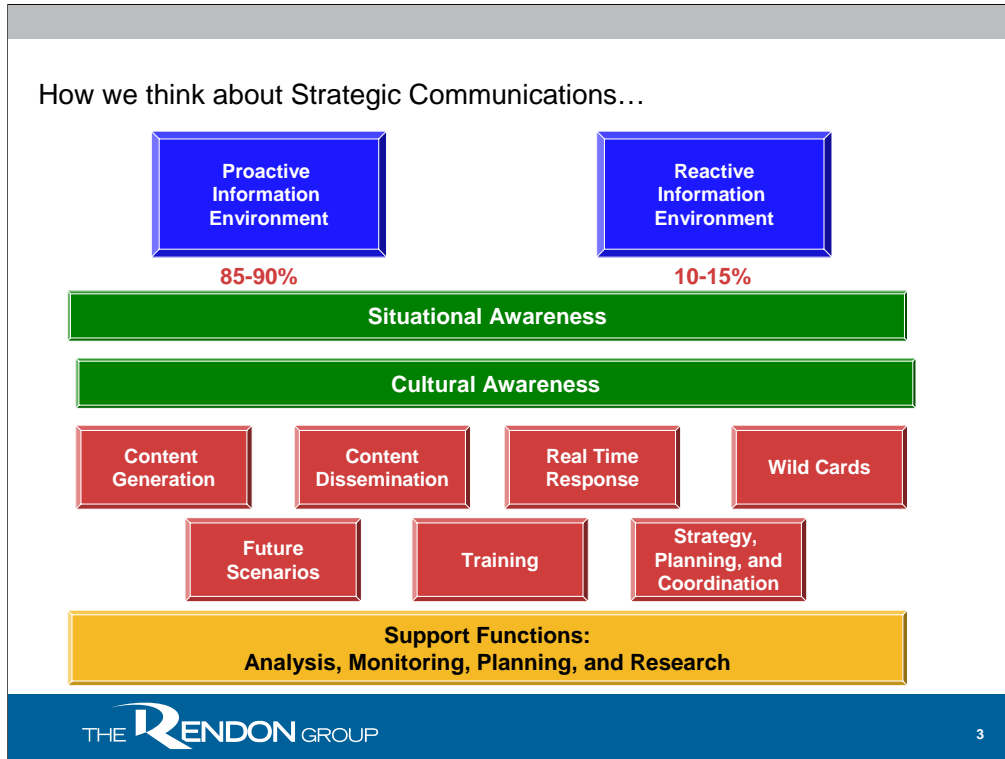 How we think about Strategic Communications…
Proactive
Information
Environment
Reactive
Information
Environment
85-90%
10-15%
Situational Awareness
Cultural Awareness
Content
Generation
Content
Dissemination
Real Time
Response
Wild Cards
Future
Scenarios
Training
Strategy,
Planning, and
Coordination
Support Functions:
Analysis, Monitoring, Planning, and Research
THE RENDON GROUP
3